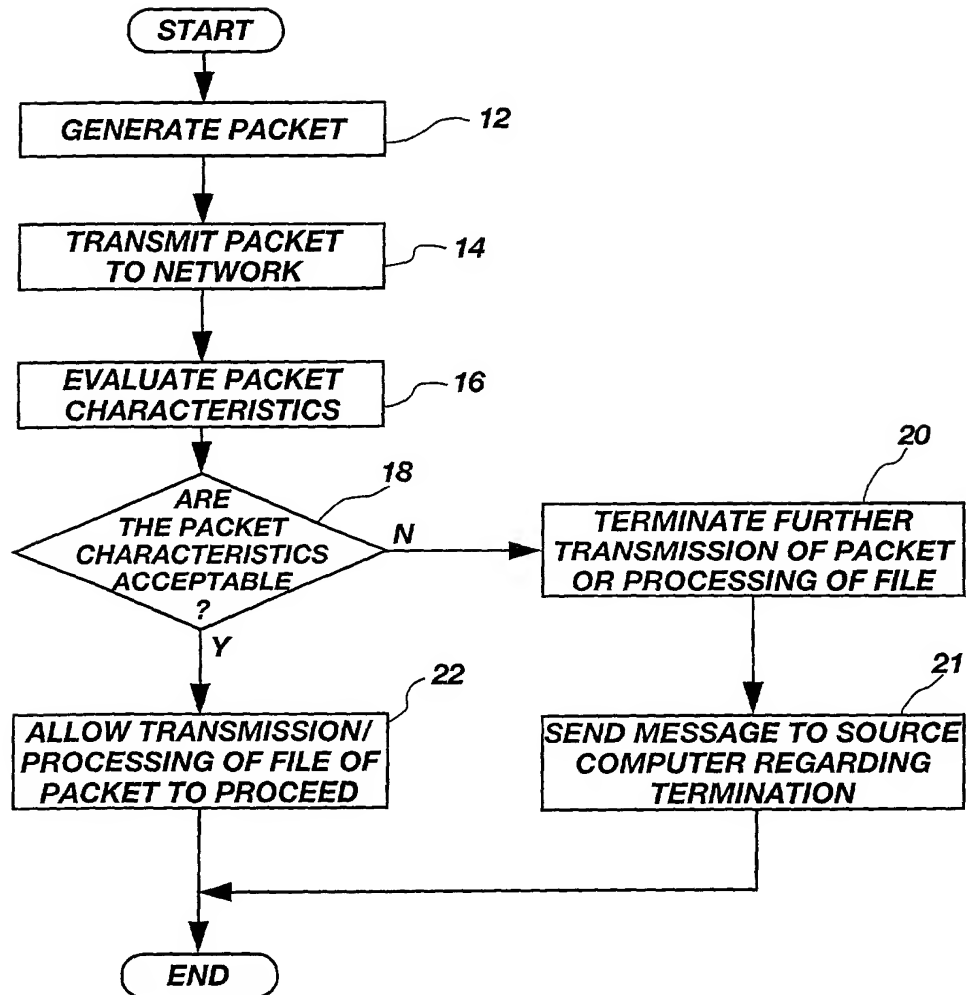 START
GENERATE PACKET
12
TRANSMIT PACKET
TO NETWORK
14
EVALUATE PACKET
CHARACTERISTICS
16
ARE
THE PACKET
CHARACTERISTICS
ACCEPTABLE
?
18
N
Y
20
TERMINATE FURTHER
TRANSMISSION OF PACKET
OR PROCESSING OF FILE
22
ALLOW TRANSMISSION/
PROCESSING OF FILE OF
PACKET TO PROCEED
21
SEND MESSAGE TO SOURCE
COMPUTER REGARDING
TERMINATION
END